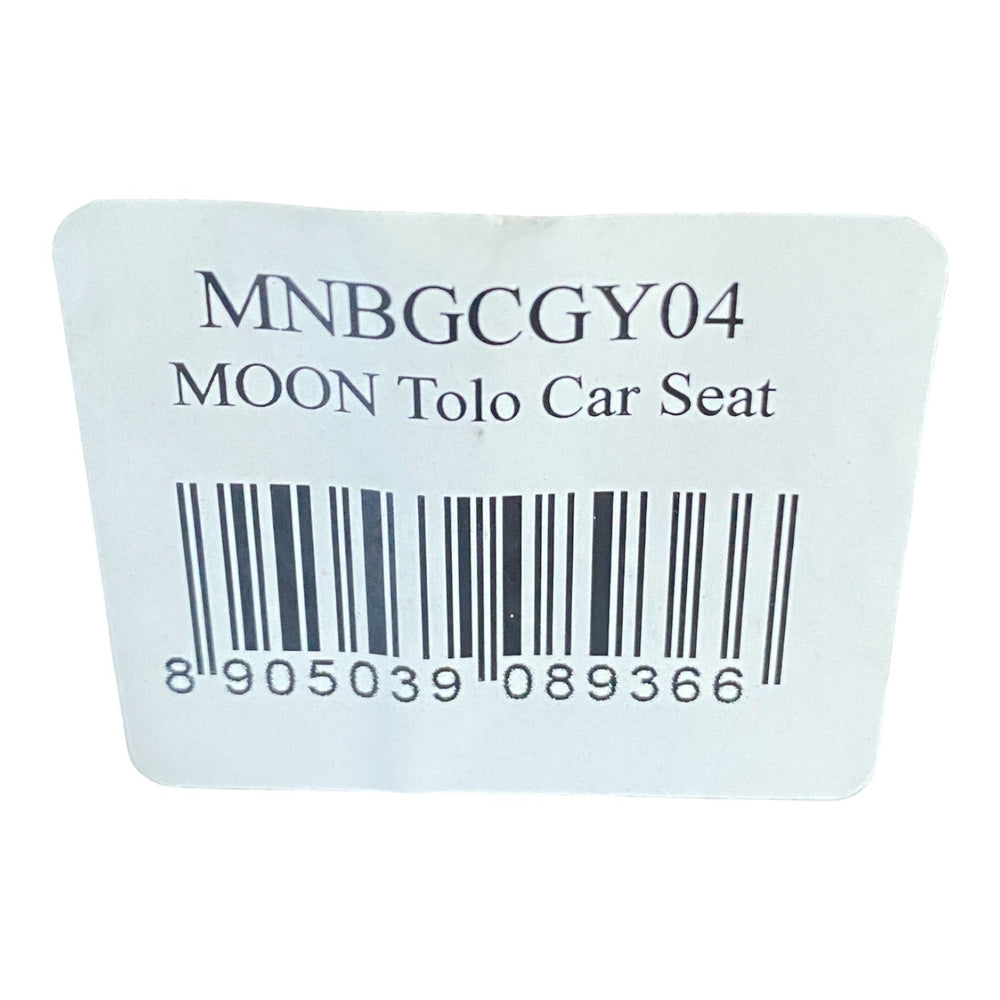 MNBGCGY04
MOON Tolo Car Seat
8 905039 089366